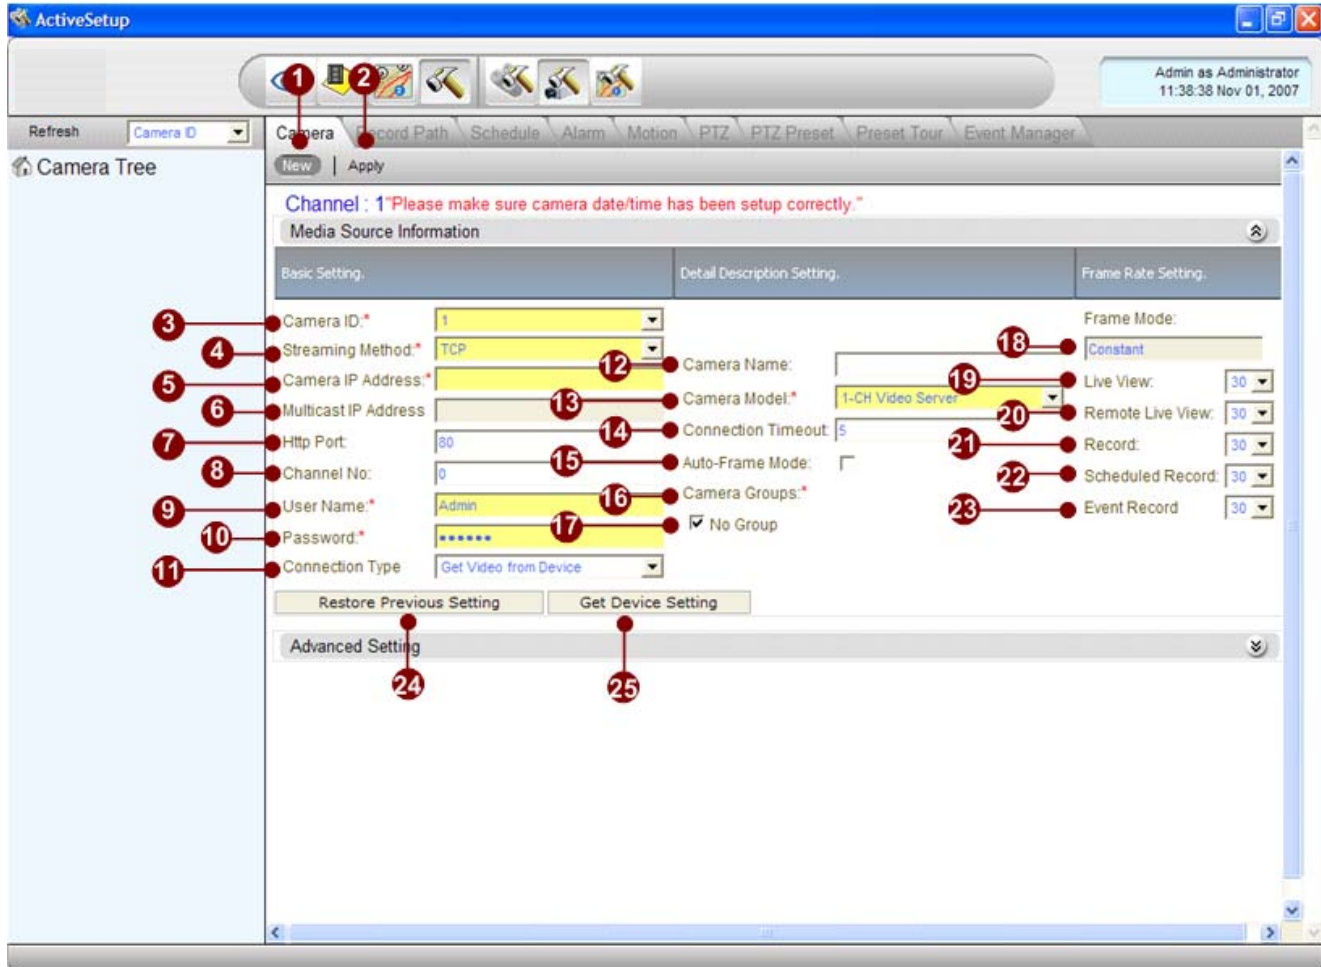 ActiveSetup
1 2
Admin as Administrator
11:38:38 Nov 01, 2007
Refresh Camera ID
Camera Record Path Schedule Alarm Motion PTZ PTZ Preset Preset Tour Event Manager
Camera Tree
New | Apply
Channel : 1"Please make sure camera date/time has been setup correctly."
Media Source Information
Basic Setting. Detail Description Setting. Frame Rate Setting.
3 Camera ID:* 1
4 Streaming Method:* TCP
5 Camera IP Address:*
6 Multicast IP Address
7 Http Port: 80
8 Channel No: 0
9 User Name:* Admin
10 Password:* ••••••
11 Connection Type Get Video from Device
12 Camera Name:
13 Camera Model:* 1-CH Video Server
14 Connection Timeout: 5
15 Auto-Frame Mode:
16 Camera Groups:*
17 No Group
Frame Mode:
18 Constant
19 Live View: 30
20 Remote Live View: 30
21 Record: 30
22 Scheduled Record: 30
23 Event Record 30
Restore Previous Setting Get Device Setting
Advanced Setting
24 25